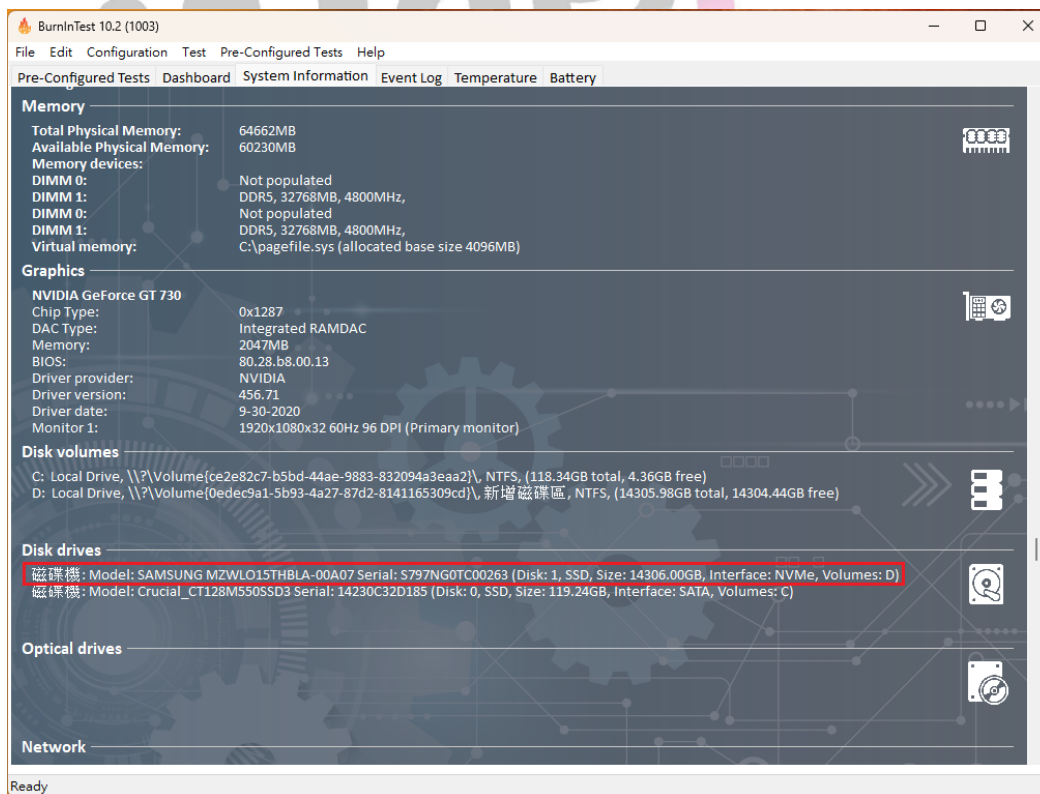 BurnInTest 10.2 (1003)
File Edit Configuration Test Pre-Configured Tests Help
Pre-Configured Tests Dashboard System Information Event Log Temperature Battery
Memory
Total Physical Memory: 64662MB
Available Physical Memory: 60230MB
Memory devices:
DIMM 0: Not populated
DIMM 1: DDR5, 32768MB, 4800MHz,
DIMM 0: Not populated
DIMM 1: DDR5, 32768MB, 4800MHz,
Virtual memory: C:\pagefile.sys (allocated base size 4096MB)
Graphics
NVIDIA GeForce GT 730
Chip Type: 0x1287
DAC Type: Integrated RAMDAC
Memory: 2047MB
BIOS: 80.28.b8.00.13
Driver provider: NVIDIA
Driver version: 456.71
Driver date: 9-30-2020
Monitor 1: 1920x1080x32 60Hz 96 DPI (Primary monitor)
Disk volumes
C: Local Drive, \\?\Volume{ce2e82c7-b5bd-44ae-9883-832094a3eaa2}\, NTFS, (118.34GB total, 4.36GB free)
D: Local Drive, \\?\Volume{0edec9a1-5b93-4a27-87d2-8141165309cd}\, 新增磁碟區, NTFS, (14305.98GB total, 14304.44GB free)
Disk drives
磁碟機: Model: SAMSUNG MZWLO15THBLA-00A07 Serial: S797NG0TC00263 (Disk: 1, SSD, Size: 14306.00GB, Interface: NVMe, Volumes: D)
磁碟機: Model: Crucial_CT128M550SSD3 Serial: 14230C32D185 (Disk: 0, SSD, Size: 119.24GB, Interface: SATA, Volumes: C)
Optical drives
Network
Ready